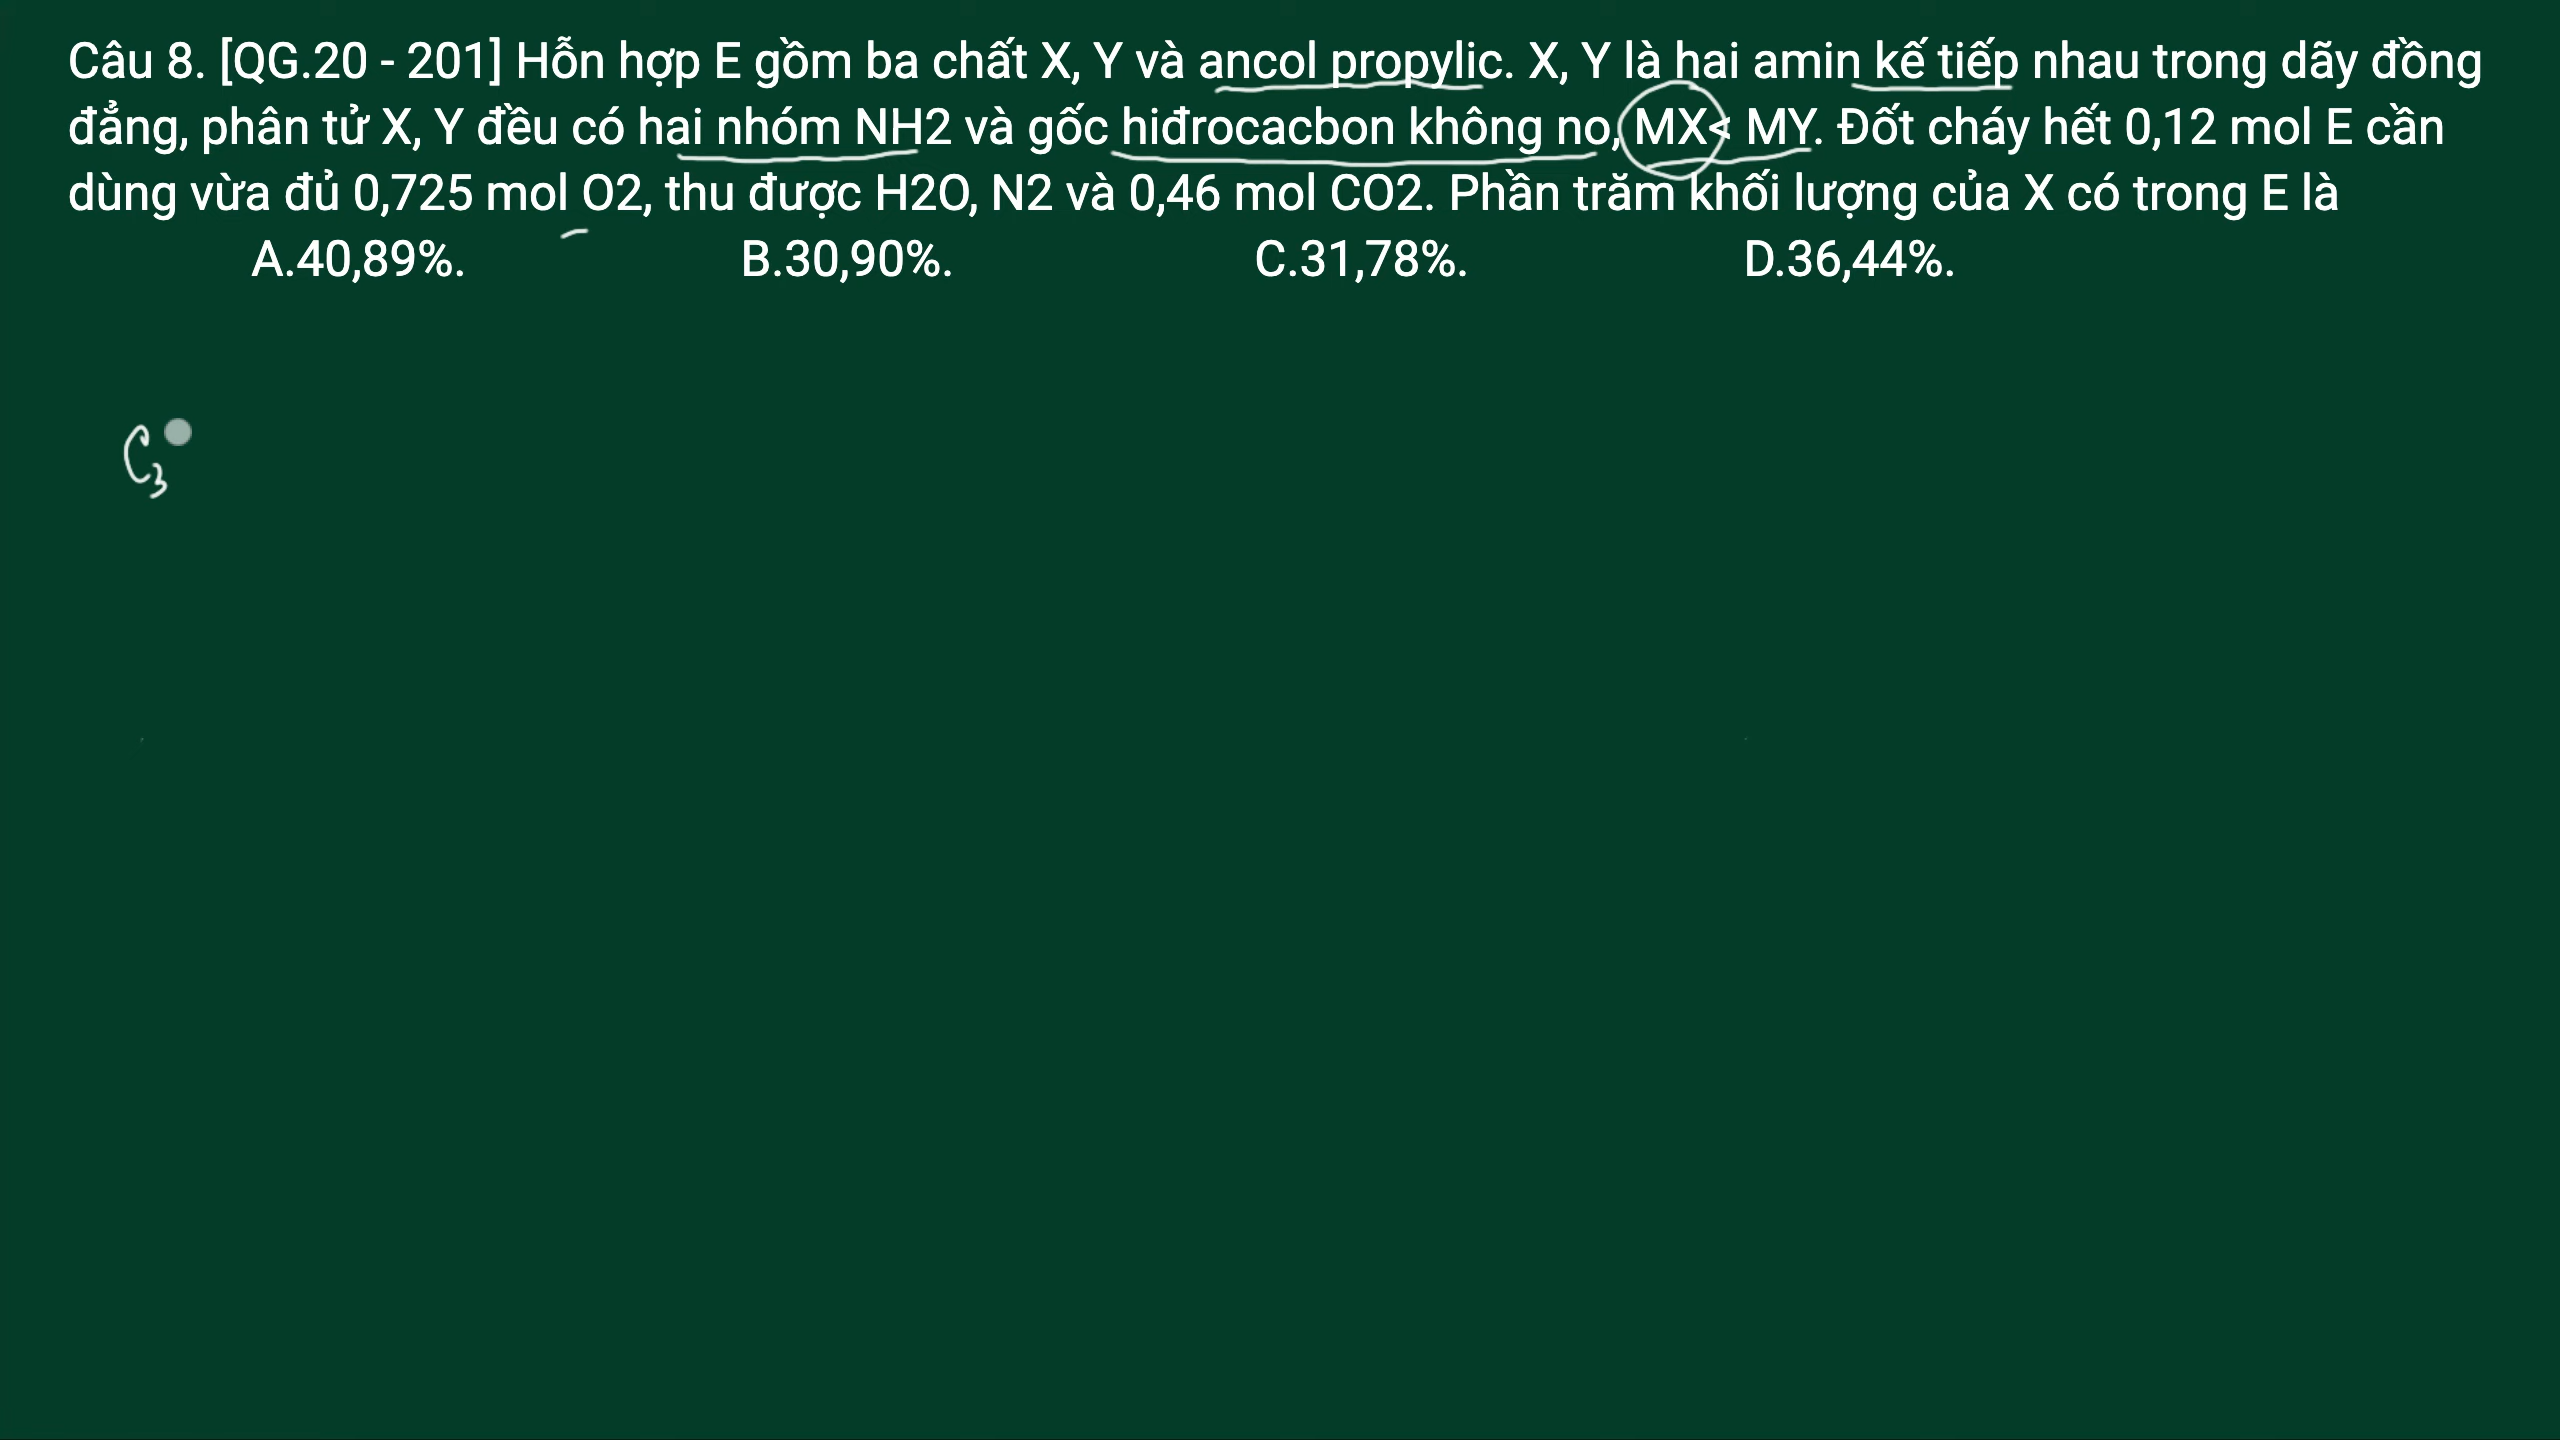 Câu 8. [QG.20 - 201] Hỗn hợp E gồm ba chất X, Y và ancol propylic. X, Y là hai amin kế tiếp nhau trong dãy đồng
đẳng, phân tử X, Y đều có hai nhóm NH2 và gốc hiđrocacbon không no, MX< MY. Đốt cháy hết 0,12 mol E cần
dùng vừa đủ 0,725 mol O2, thu được H2O, N2 và 0,46 mol CO2. Phần trăm khối lượng của X có trong E là
A.40,89%. B.30,90%. C.31,78%. D.36,44%.
C3